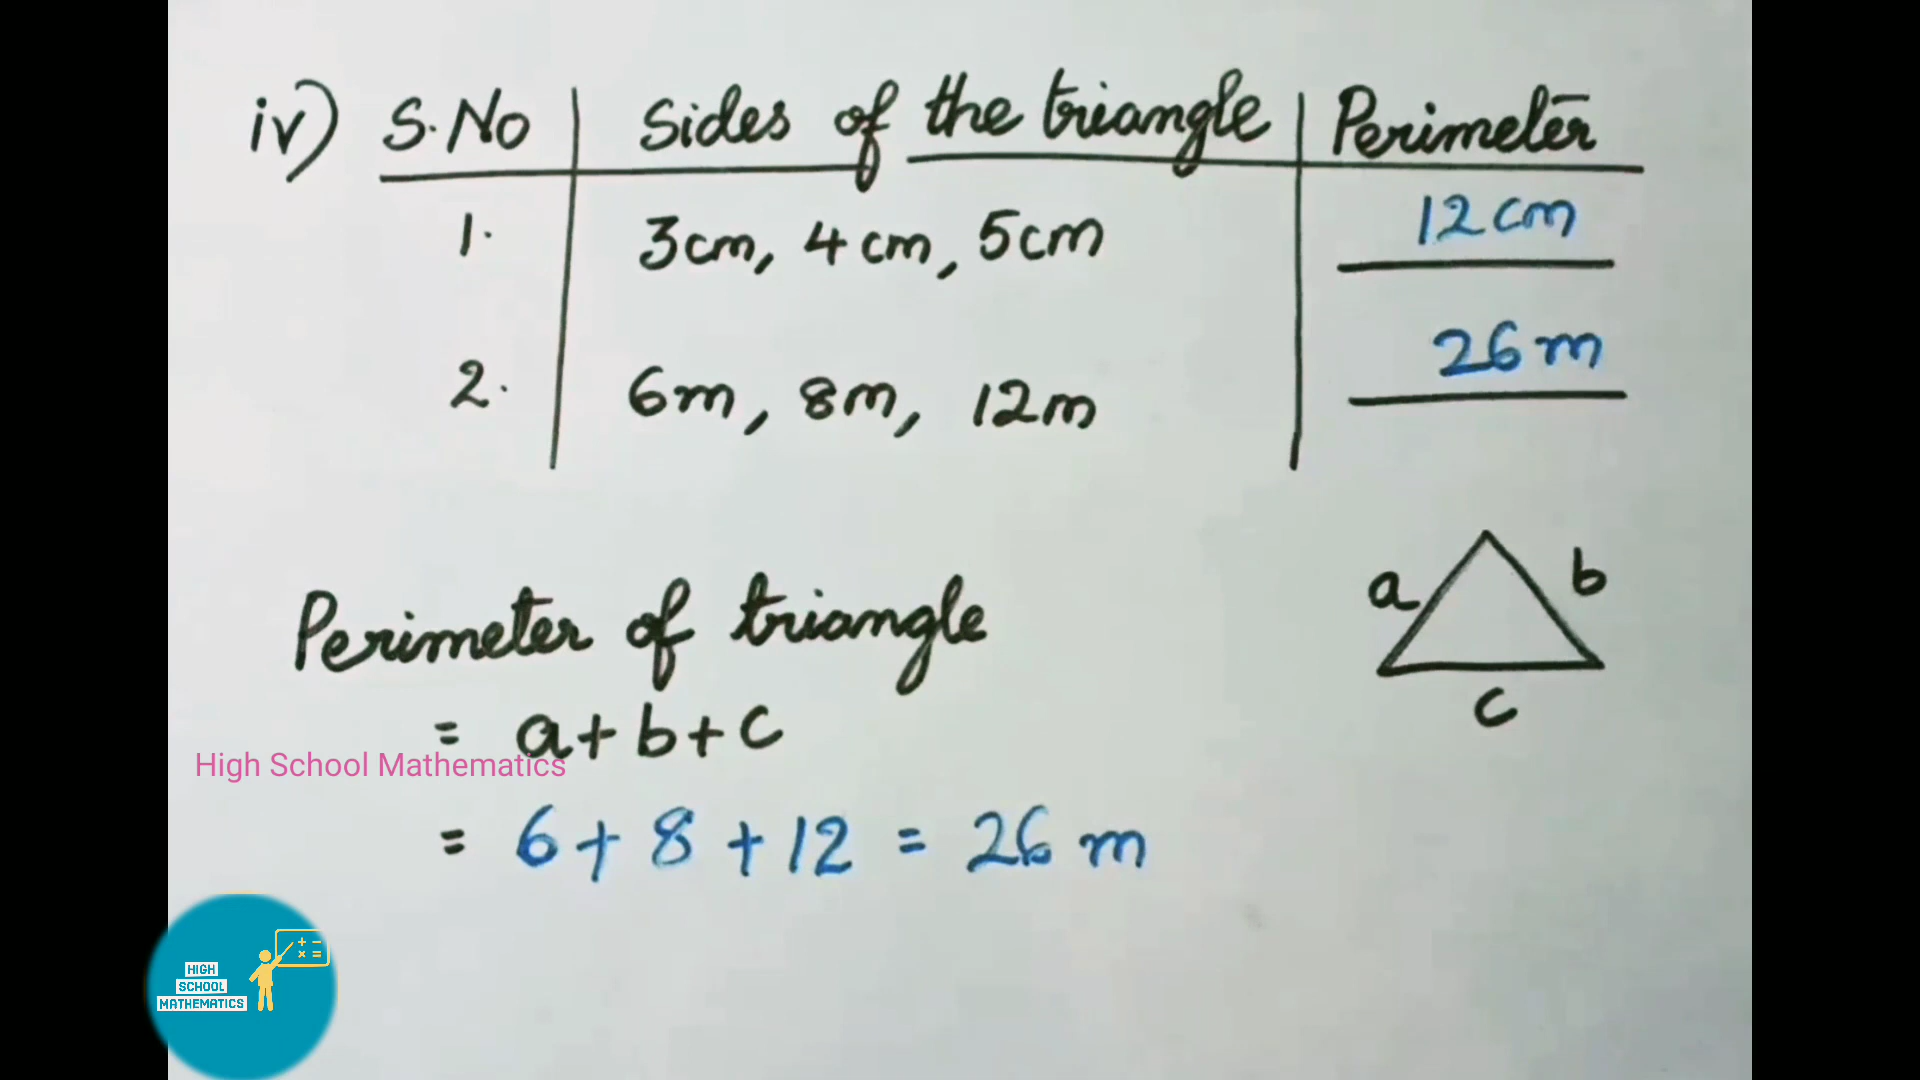 iv) S.No Sides of the triangle Perimeter
1. 3cm, 4cm, 5cm 12cm
2. 6m, 8m, 12m 26m
a b
c
Perimeter of triangle
= a+b+c
High School Mathematics
= 6+8+12 = 26 m
+ −
× =
HIGH
SCHOOL
MATHEMATICS